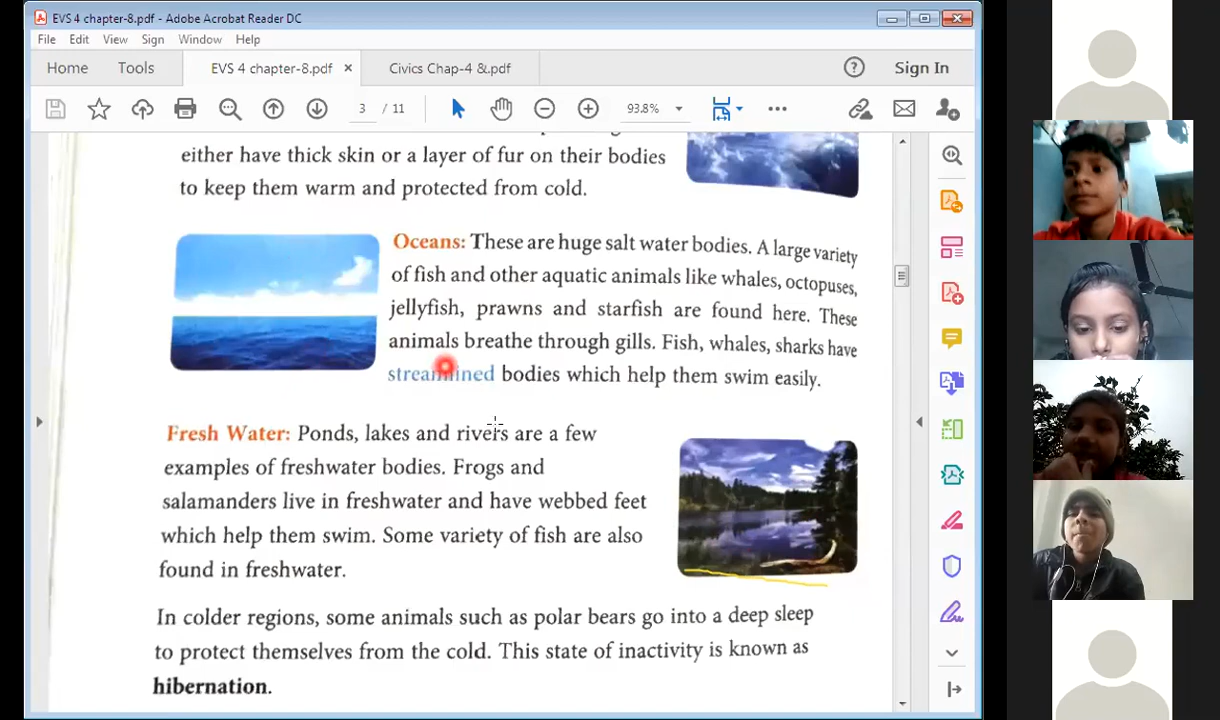 EVS 4 chapter-8.pdf - Adobe Acrobat Reader DC
File Edit View Sign Window Help
Home Tools EVS 4 chapter-8.pdf × Civics Chap-4 &.pdf Sign In
3 / 11 93.8%
either have thick skin or a layer of fur on their bodies
to keep them warm and protected from cold.
Oceans: These are huge salt water bodies. A large variety
of fish and other aquatic animals like whales, octopuses,
jellyfish, prawns and starfish are found here. These
animals breathe through gills. Fish, whales, sharks have
streamlined bodies which help them swim easily.
Fresh Water: Ponds, lakes and rivers are a few
examples of freshwater bodies. Frogs and
salamanders live in freshwater and have webbed feet
which help them swim. Some variety of fish are also
found in freshwater.
In colder regions, some animals such as polar bears go into a deep sleep
to protect themselves from the cold. This state of inactivity is known as
hibernation.